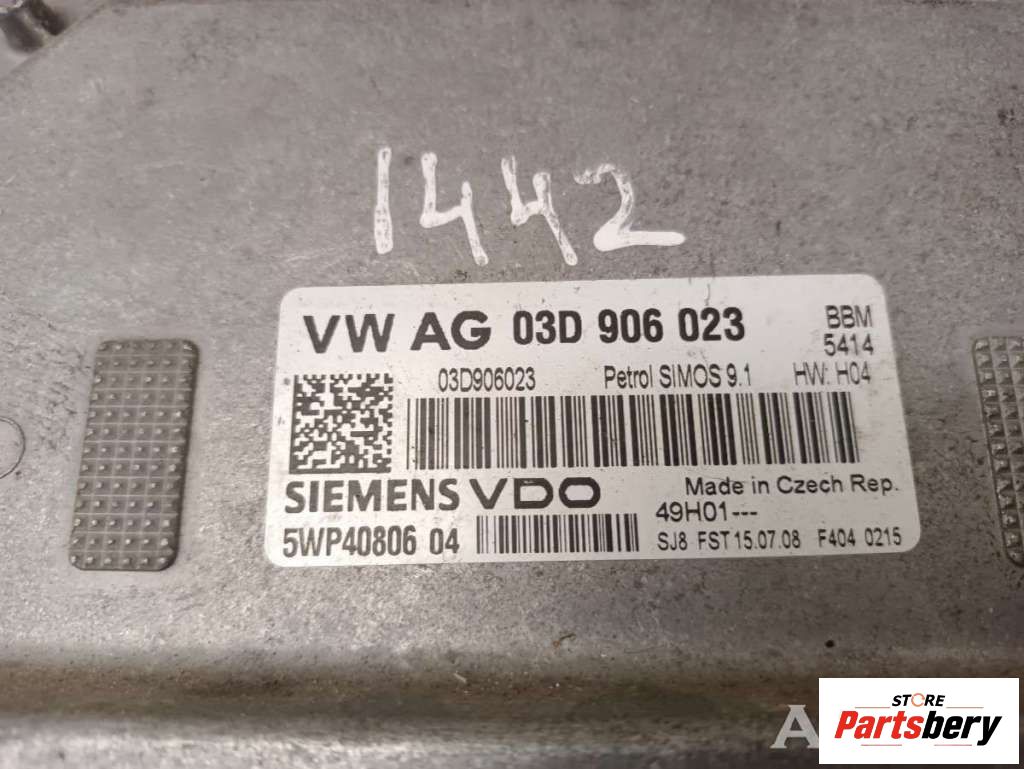 1442
VW AG 03D 906 023 BBM
5414
03D906023 Petrol SIMOS 9.1 HW: H04
SIEMENS VDO Made in Czech Rep.
49H01---
5WP40806 04 SJ8 FST 15.07.08 F404 0215
A
STORE
Partsbery